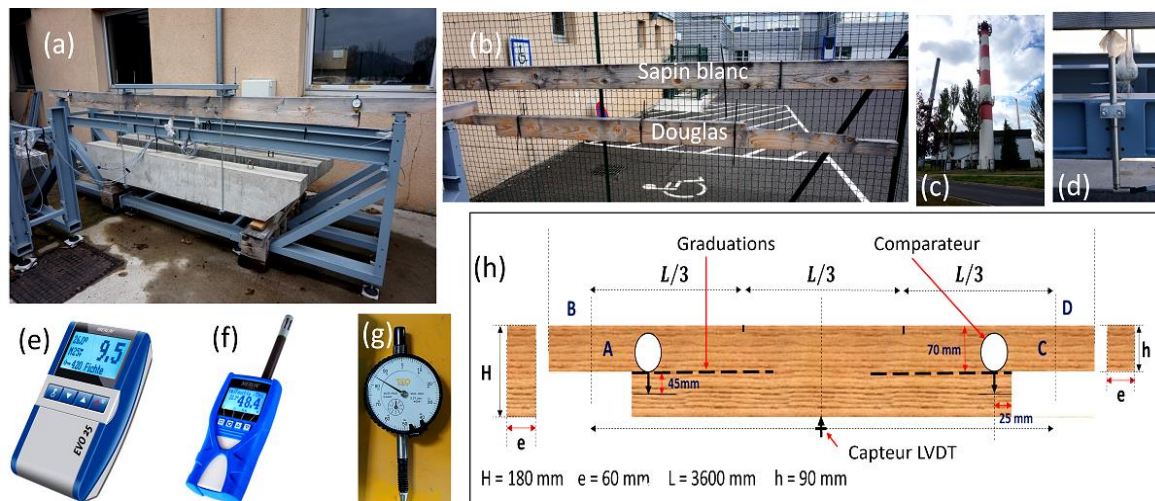 (a)
(b)
Sapin blanc
Douglas
(c)
(d)
(e)
9,5
EVO 25
(f)
48.4
(g)
(h)
Graduations
Comparateur
L/3
L/3
L/3
B
D
A
C
H
70 mm
h
45mm
e
e
25 mm
Capteur LVDT
H = 180 mm e = 60 mm L = 3600 mm h = 90 mm